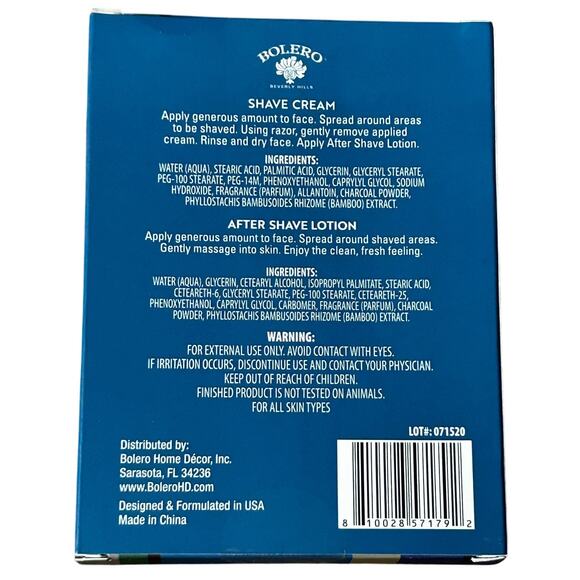 BOLERO
BEVERLY HILLS
SHAVE CREAM
Apply generous amount to face. Spread around areas
to be shaved. Using razor, gently remove applied
cream. Rinse and dry face. Apply After Shave Lotion.
INGREDIENTS:
WATER (AQUA), STEARIC ACID, PALMITIC ACID, GLYCERIN, GLYCERYL STEARATE,
PEG-100 STEARATE, PEG-14M, PHENOXYETHANOL, CAPRYLYL GLYCOL, SODIUM
HYDROXIDE, FRAGRANCE (PARFUM), ALLANTOIN, CHARCOAL POWDER,
PHYLLOSTACHIS BAMBUSOIDES RHIZOME (BAMBOO) EXTRACT.
AFTER SHAVE LOTION
Apply generous amount to face. Spread around shaved areas.
Gently massage into skin. Enjoy the clean, fresh feeling.
INGREDIENTS:
WATER (AQUA), GLYCERIN, CETEARYL ALCOHOL, ISOPROPYL PALMITATE, STEARIC ACID,
CETEARETH-6, GLYCERYL STEARATE, PEG-100 STEARATE, CETEARETH-25,
PHENOXYETHANOL, CAPRYLYL GLYCOL, CARBOMER, FRAGRANCE (PARFUM), CHARCOAL
POWDER, PHYLLOSTACHIS BAMBUSOIDES RHIZOME (BAMBOO) EXTRACT.
WARNING:
FOR EXTERNAL USE ONLY. AVOID CONTACT WITH EYES.
IF IRRITATION OCCURS, DISCONTINUE USE AND CONTACT YOUR PHYSICIAN.
KEEP OUT OF REACH OF CHILDREN.
FINISHED PRODUCT IS NOT TESTED ON ANIMALS.
FOR ALL SKIN TYPES
LOT#: 071520
Distributed by:
Bolero Home Décor, Inc.
Sarasota, FL 34236
www.BoleroHD.com
Designed & Formulated in USA
Made in China
8 10028 57179 2